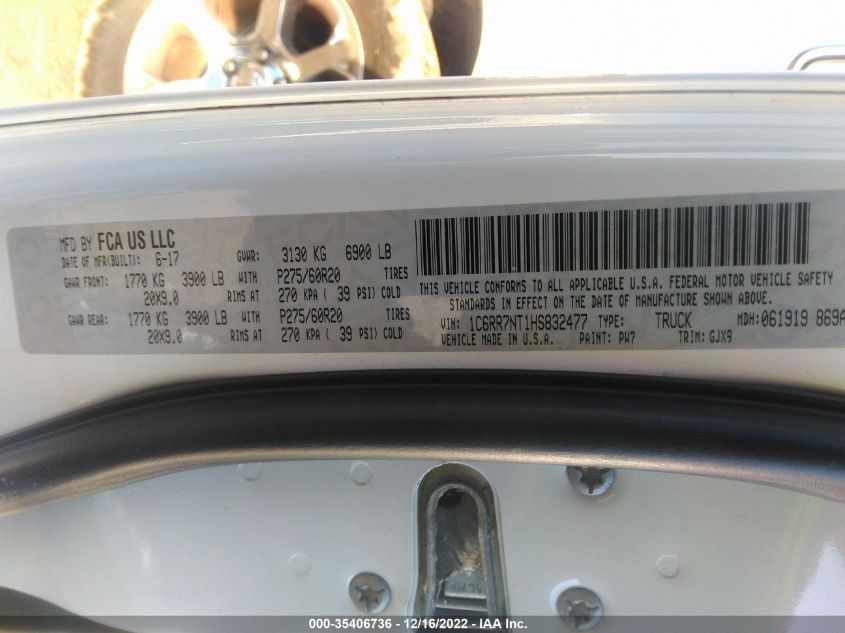 MFD BY FCA US LLC
DATE OF MFR(BUILT): 6-17 GVWR: 3130 KG 6900 LB
GAWR FRONT: 1770 KG 3900 LB WITH P275/60R20 TIRES
20X9.0 RIMS AT 270 KPA ( 39 PSI) COLD
GAWR REAR: 1770 KG 3900 LB WITH P275/60R20 TIRES
20X9.0 RIMS AT 270 KPA ( 39 PSI) COLD
THIS VEHICLE CONFORMS TO ALL APPLICABLE U.S.A. FEDERAL MOTOR VEHICLE SAFETY
STANDARDS IN EFFECT ON THE DATE OF MANUFACTURE SHOWN ABOVE.
VIN: 1C6RR7NT1HS832477 TYPE: TRUCK MDH:061919 869A
VEHICLE MADE IN U.S.A. PAINT: PW7 TRIM: GJX9
000-35406736 - 12/16/2022 - IAA Inc.